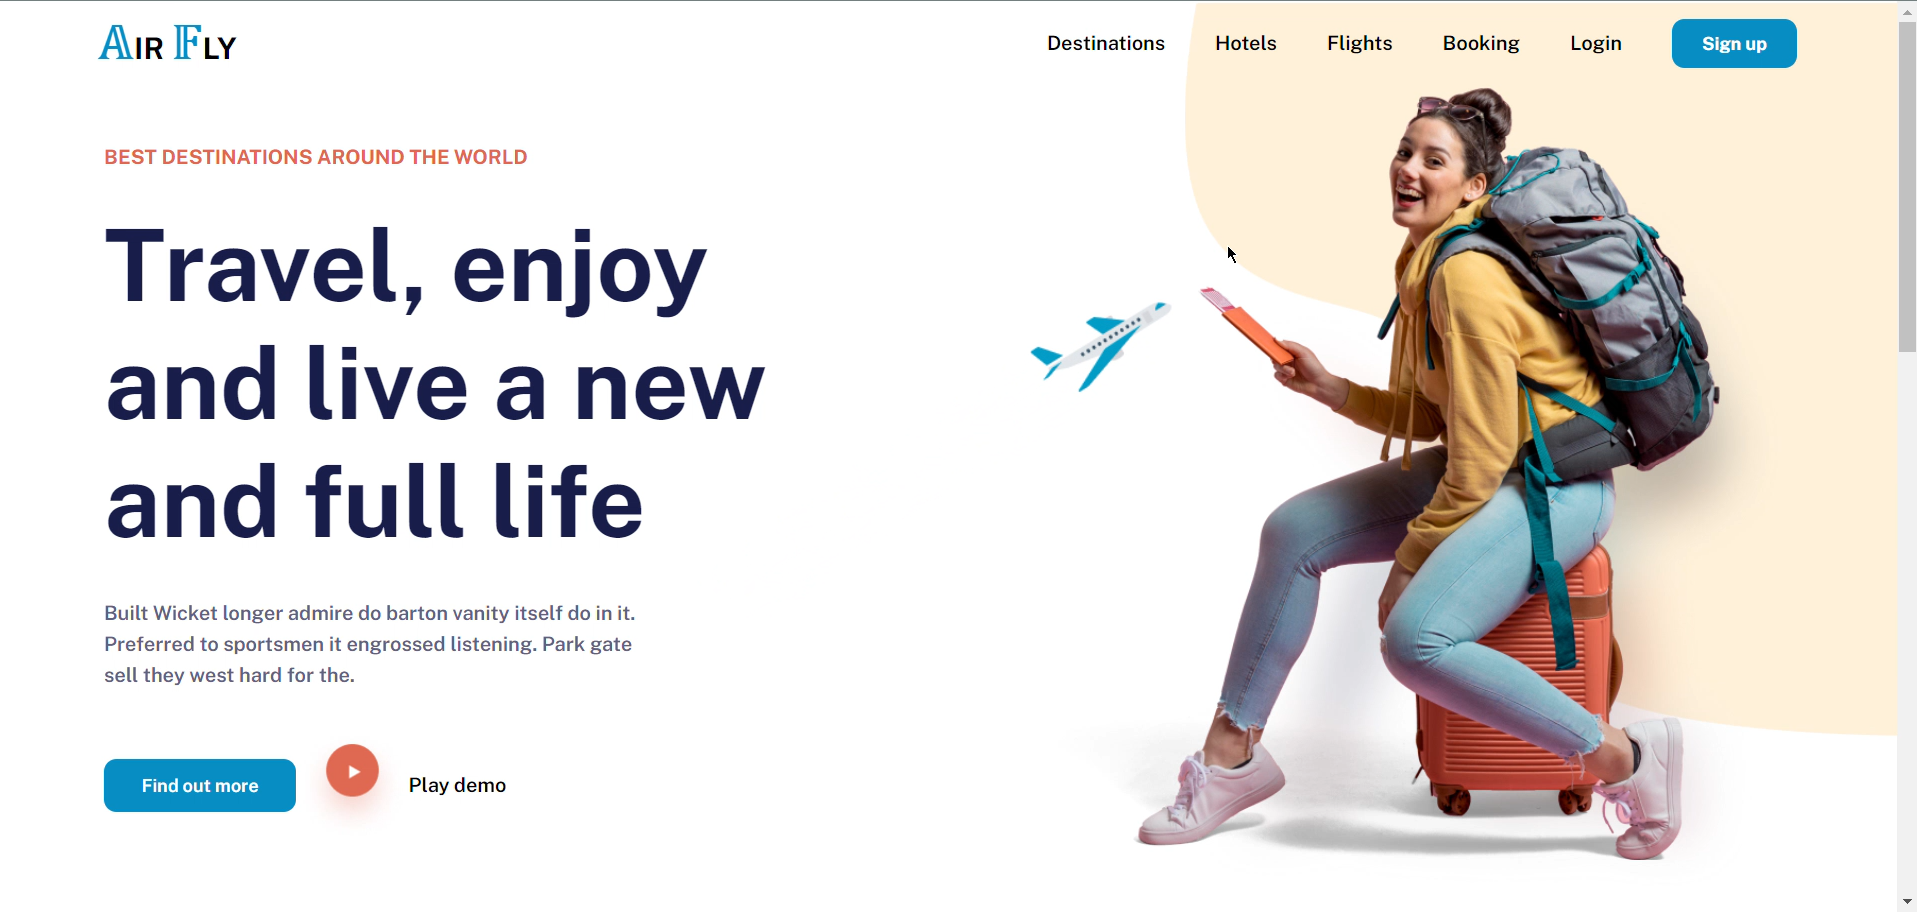 Air Fly
Destinations
Hotels
Flights
Booking
Login
Sign up
BEST DESTINATIONS AROUND THE WORLD
Travel, enjoy
and live a new
and full life
Built Wicket longer admire do barton vanity itself do in it.
Preferred to sportsmen it engrossed listening. Park gate
sell they west hard for the.
Find out more
Play demo